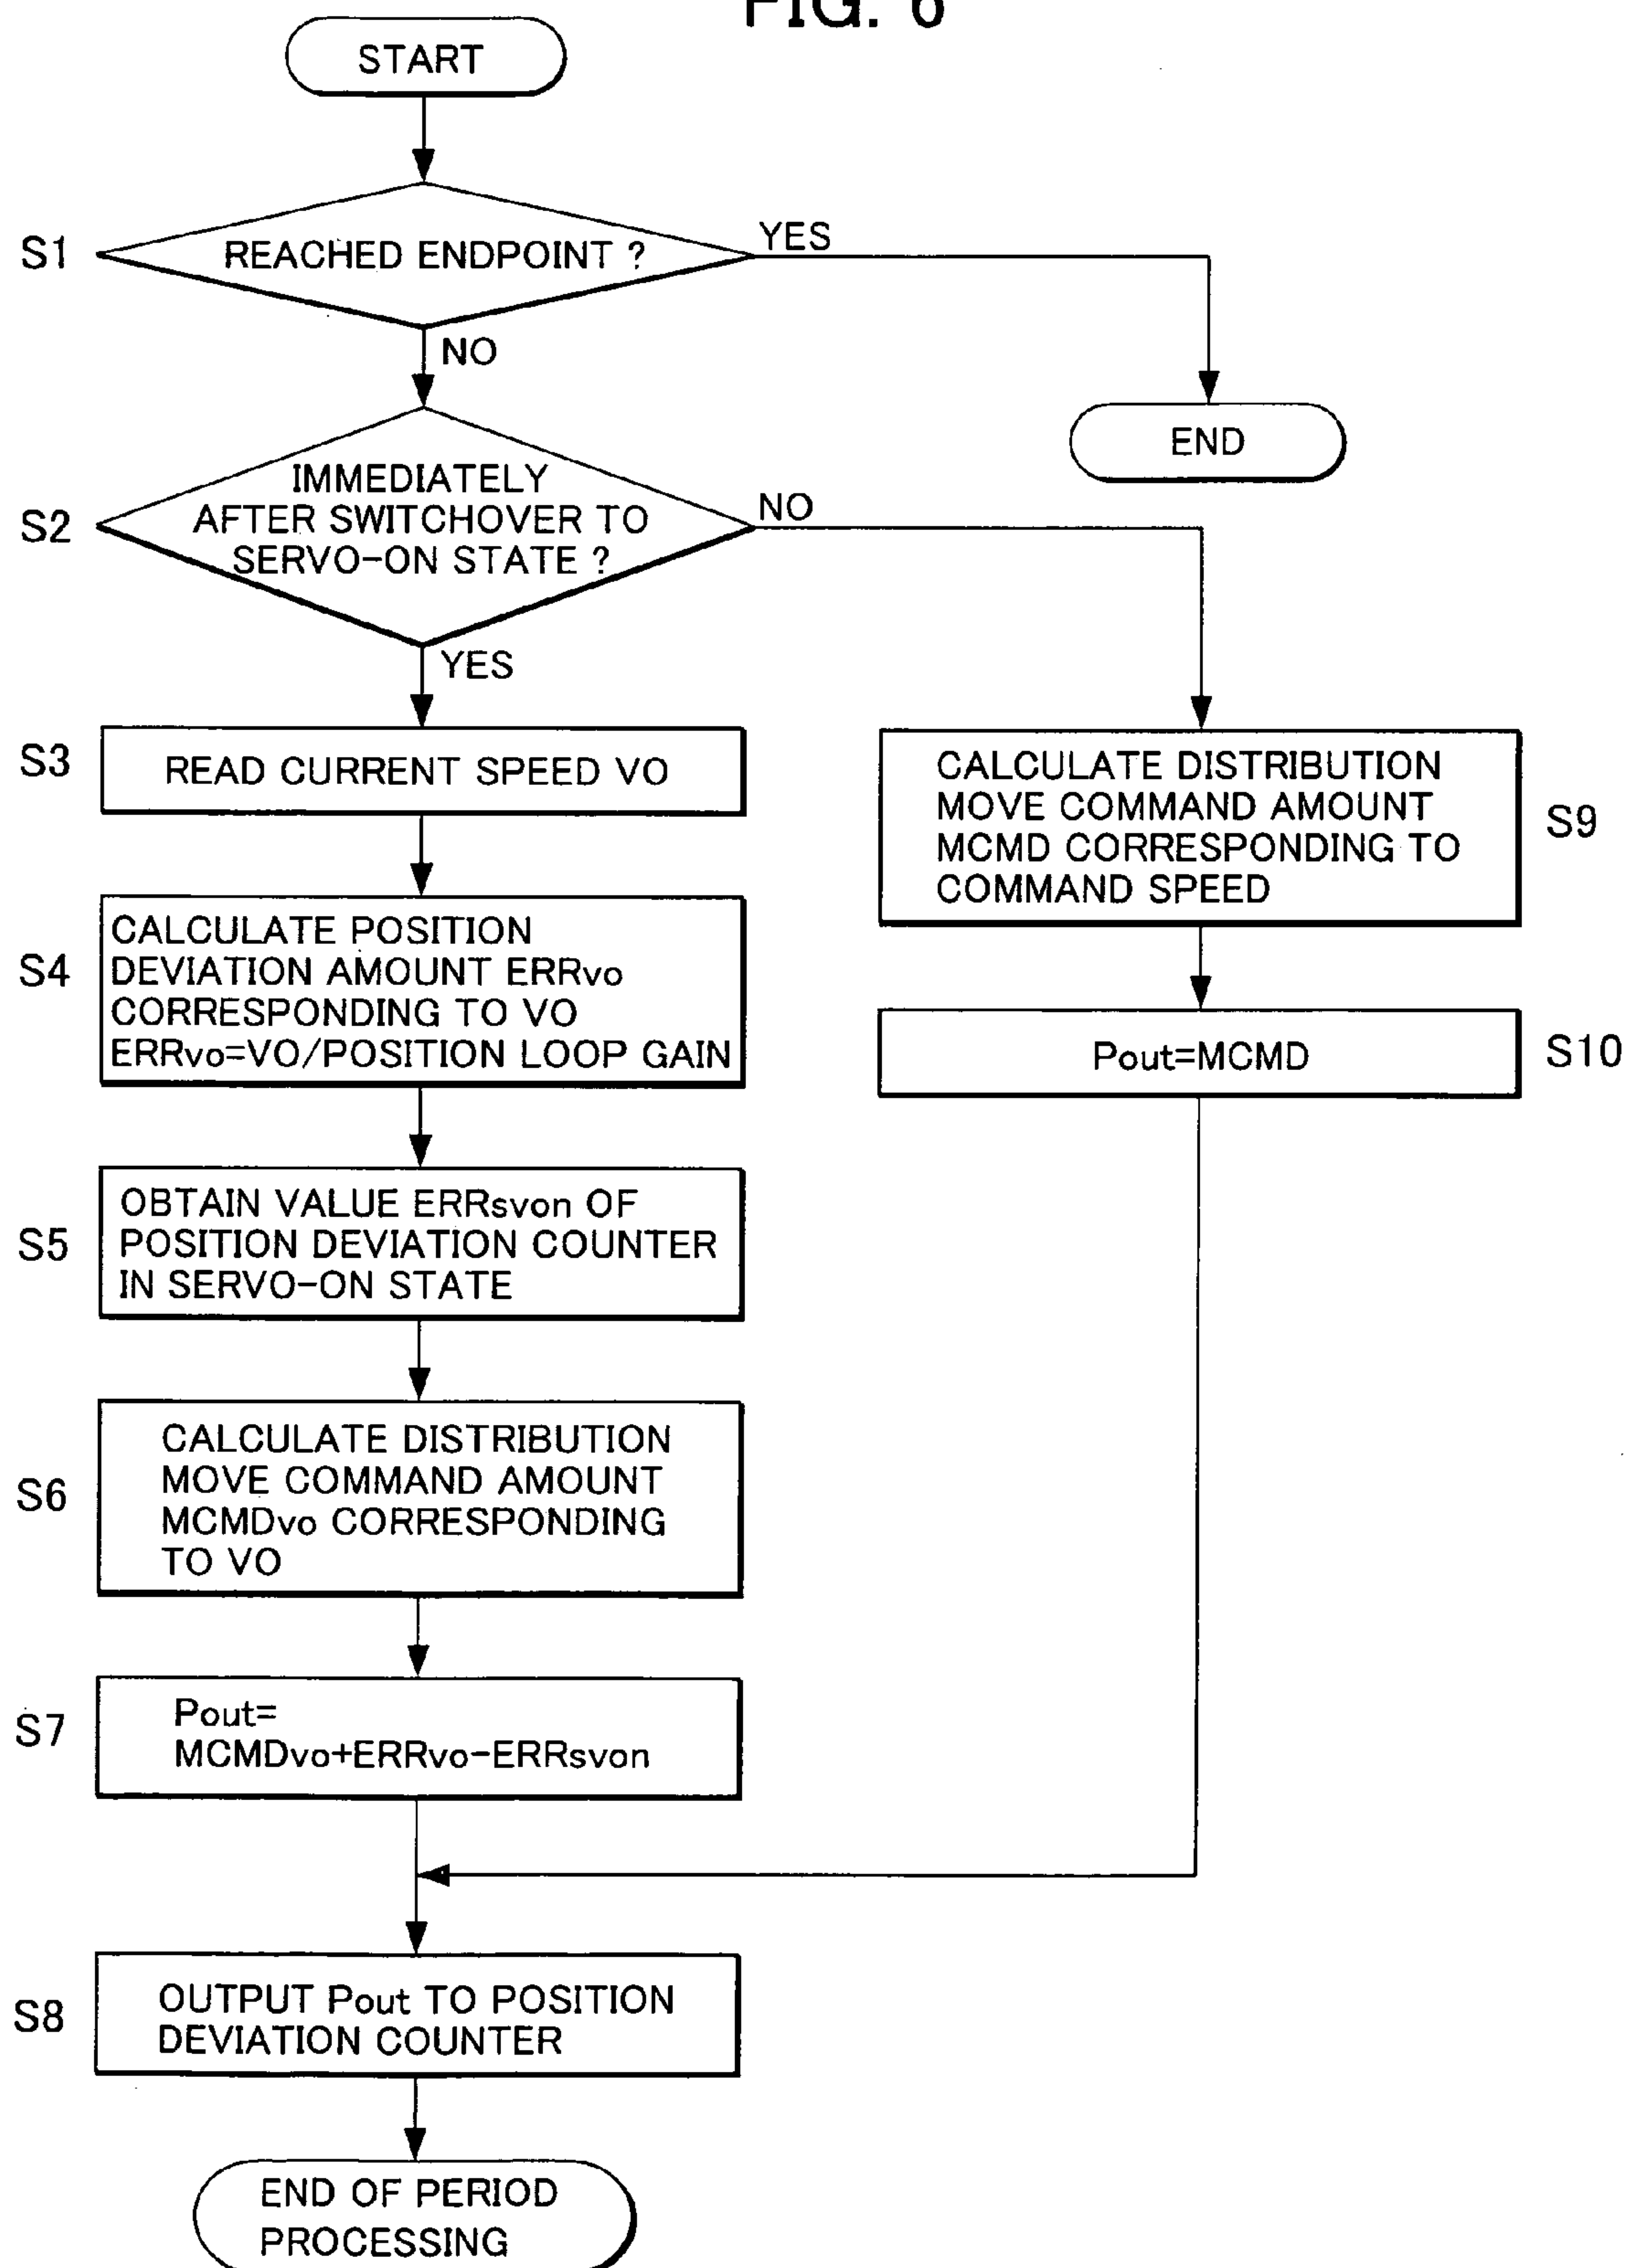 FIG. 6
START
S1
REACHED ENDPOINT ?
YES
NO
END
S2
IMMEDIATELY
AFTER SWITCHOVER TO
SERVO-ON STATE ?
NO
YES
S3
READ CURRENT SPEED VO
CALCULATE DISTRIBUTION
MOVE COMMAND AMOUNT
MCMD CORRESPONDING TO
COMMAND SPEED
S9
S4
CALCULATE POSITION
DEVIATION AMOUNT ERRvo
CORRESPONDING TO VO
ERRvo=VO/POSITION LOOP GAIN
Pout=MCMD
S10
S5
OBTAIN VALUE ERRsvon OF
POSITION DEVIATION COUNTER
IN SERVO-ON STATE
S6
CALCULATE DISTRIBUTION
MOVE COMMAND AMOUNT
MCMDvo CORRESPONDING
TO VO
S7
Pout=
MCMDvo+ERRvo-ERRsvon
S8
OUTPUT Pout TO POSITION
DEVIATION COUNTER
END OF PERIOD
PROCESSING